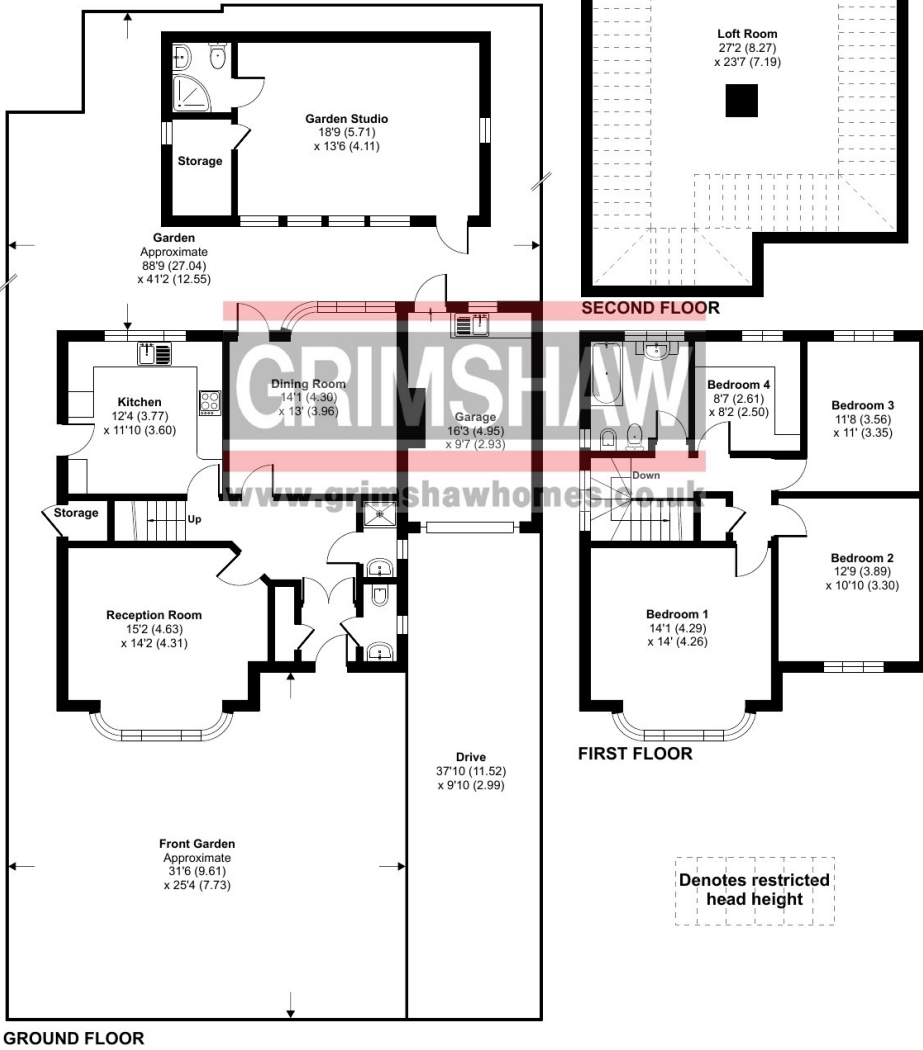 Garden Studio
18'9 (5.71)
x 13'6 (4.11)
Storage
Garden
Approximate
88'9 (27.04)
x 41'2 (12.55)
Kitchen
12'4 (3.77)
x 11'10 (3.60)
Dining Room
14'1 (4.30)
x 13' (3.96)
Garage
16'3 (4.95)
x 9'7 (2.93)
Storage
Up
Reception Room
15'2 (4.63)
x 14'2 (4.31)
Drive
37'10 (11.52)
x 9'10 (2.99)
Front Garden
Approximate
31'6 (9.61)
x 25'4 (7.73)
GROUND FLOOR
Loft Room
27'2 (8.27)
x 23'7 (7.19)
SECOND FLOOR
Bedroom 4
8'7 (2.61)
x 8'2 (2.50)
Bedroom 3
11'8 (3.56)
x 11' (3.35)
Down
Bedroom 2
12'9 (3.89)
x 10'10 (3.30)
Bedroom 1
14'1 (4.29)
x 14' (4.26)
FIRST FLOOR
Denotes restricted
head height
GRIMSHAW
www.grimshawhomes.co.uk